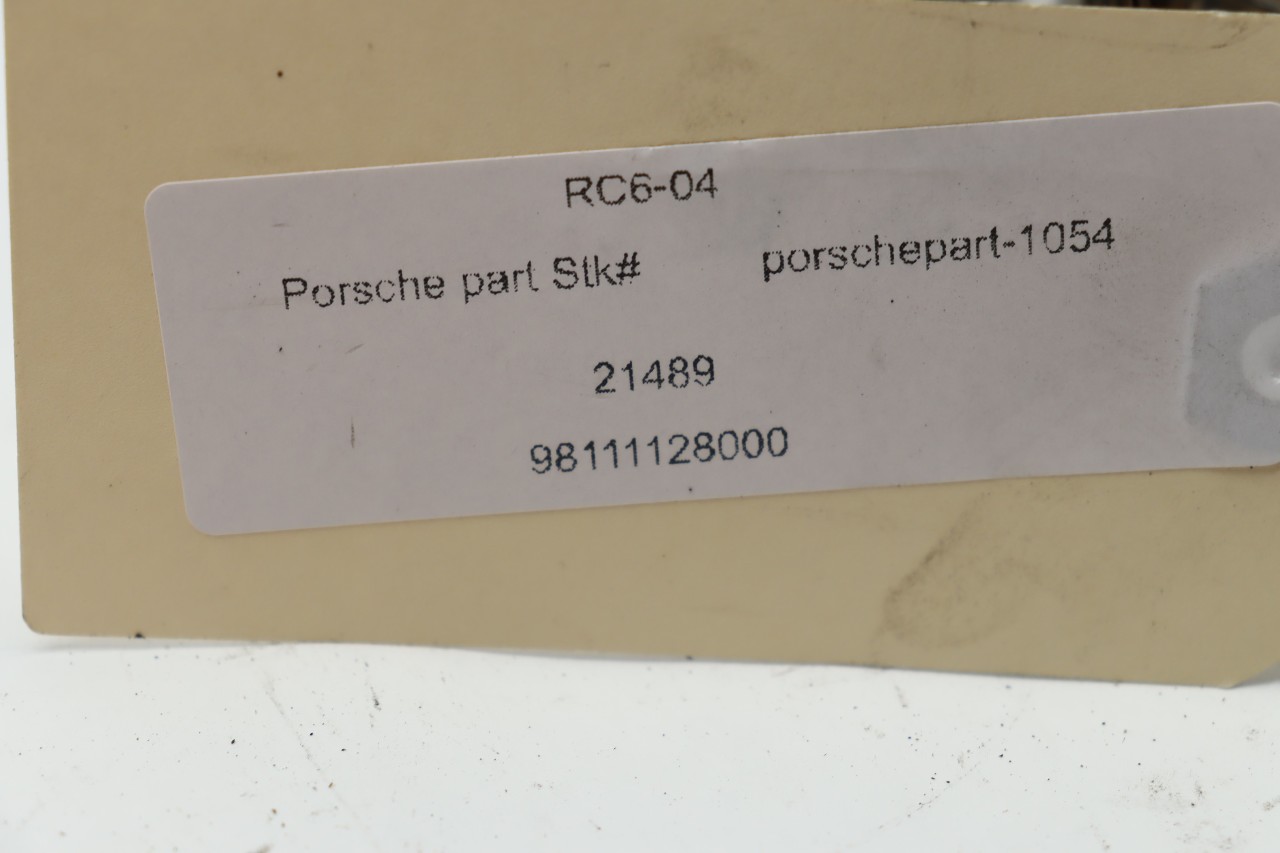 RC6-04
Porsche part Stk# porschepart-1054
21489
98111128000